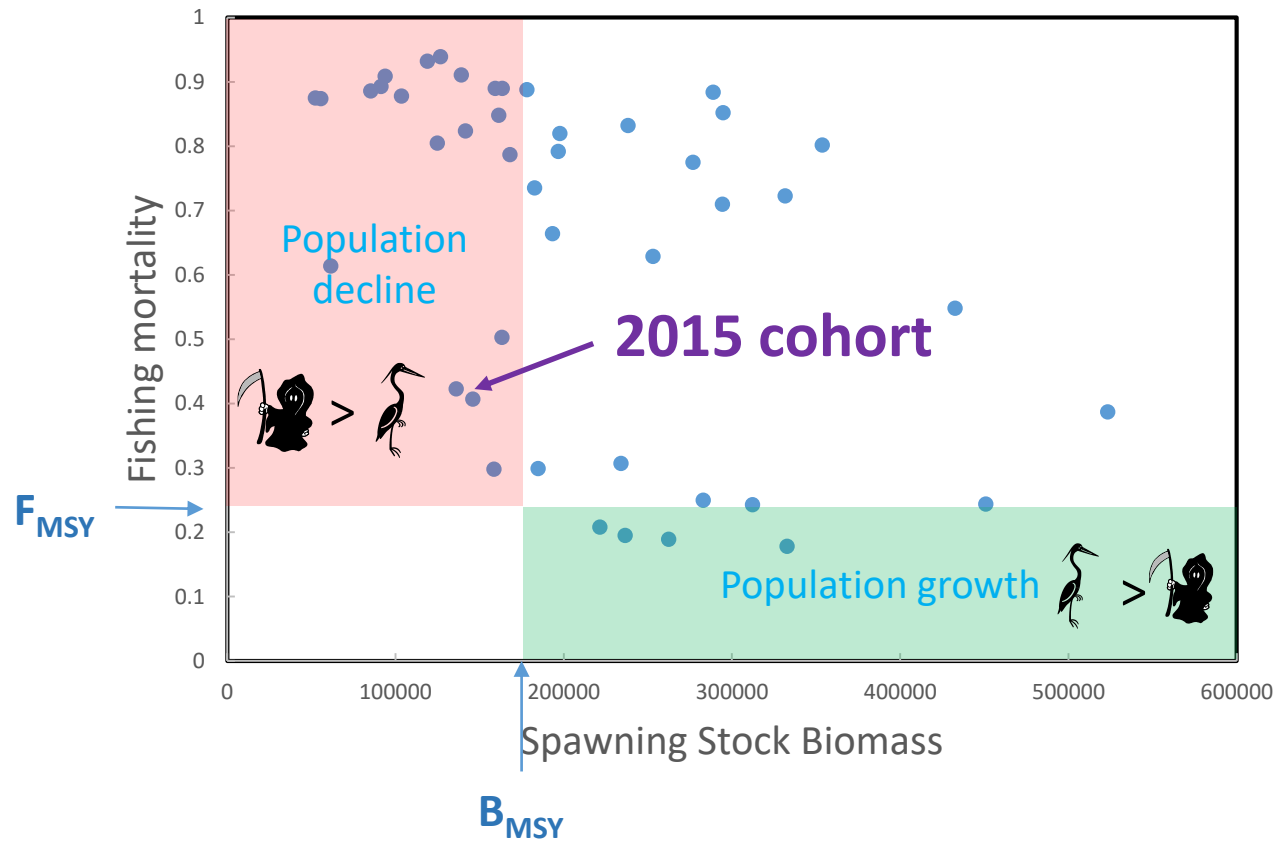 1
0.9
0.8
0.7
0.6
0.5
0.4
0.3
0.2
0.1
0
Fishing mortality
Population
decline
2015 cohort
>
F_MSY
Population growth
>
0 100000 200000 300000 400000 500000 600000
Spawning Stock Biomass
B_MSY